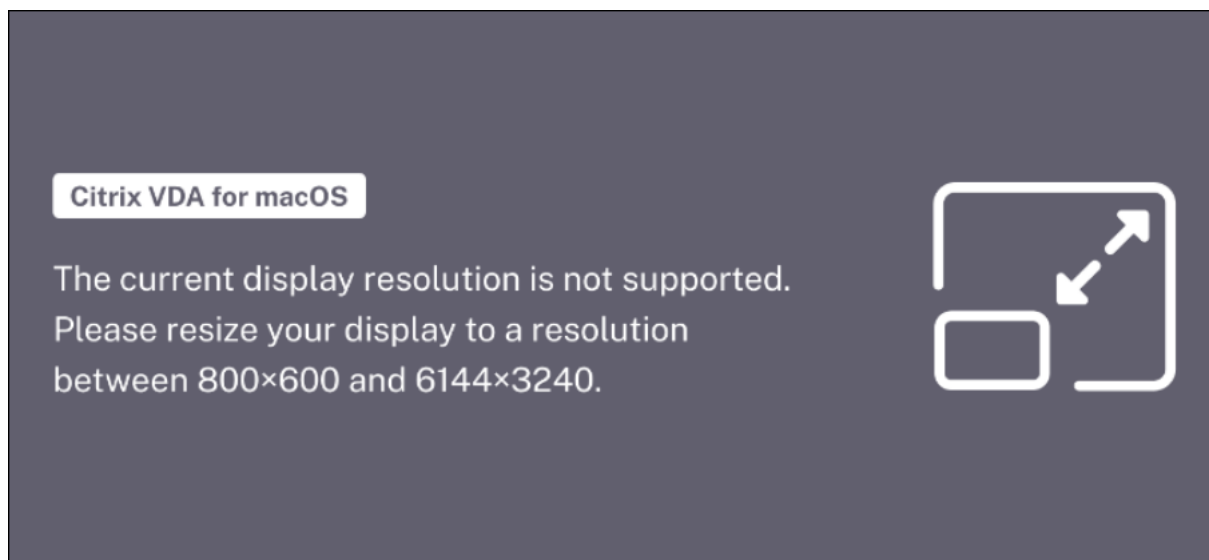 Citrix VDA for macOS
The current display resolution is not supported.
Please resize your display to a resolution
between 800×600 and 6144×3240.